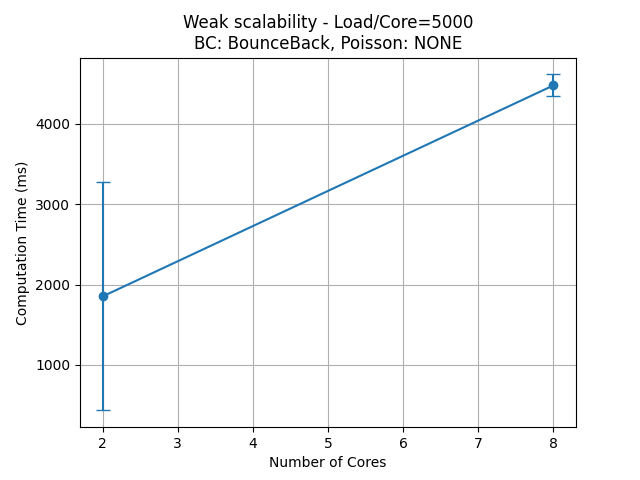 Weak scalability - Load/Core=5000
BC: BounceBack, Poisson: NONE
Computation Time (ms)
4000
3000
2000
1000
2 3 4 5 6 7 8
Number of Cores